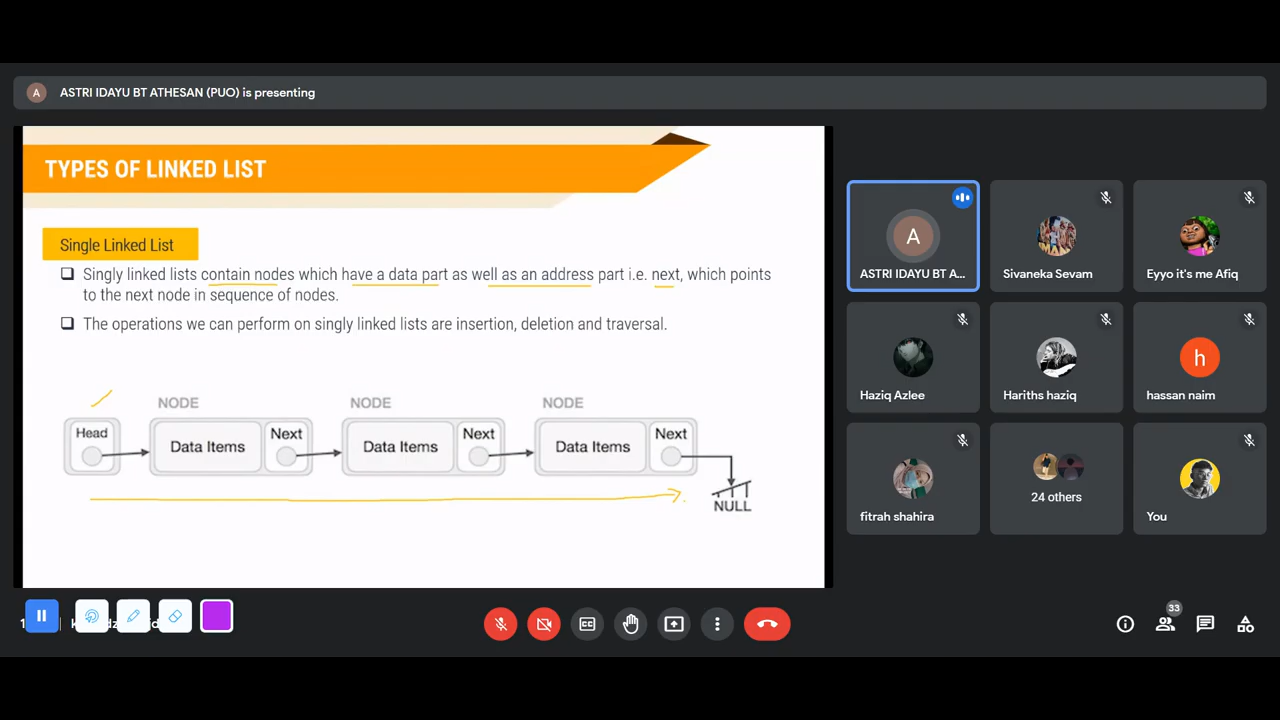 A ASTRI IDAYU BT ATHESAN (PUO) is presenting
TYPES OF LINKED LIST
Single Linked List
Singly linked lists contain nodes which have a data part as well as an address part i.e. next, which points
to the next node in sequence of nodes.
The operations we can perform on singly linked lists are insertion, deletion and traversal.
NODE NODE NODE
Head Data Items Next Data Items Next Data Items Next
NULL
A
ASTRI IDAYU BT A...
Sivaneka Sevam
Eyyo it's me Afiq
Haziq Azlee
Hariths haziq
h
hassan naim
fitrah shahira
24 others
You
33